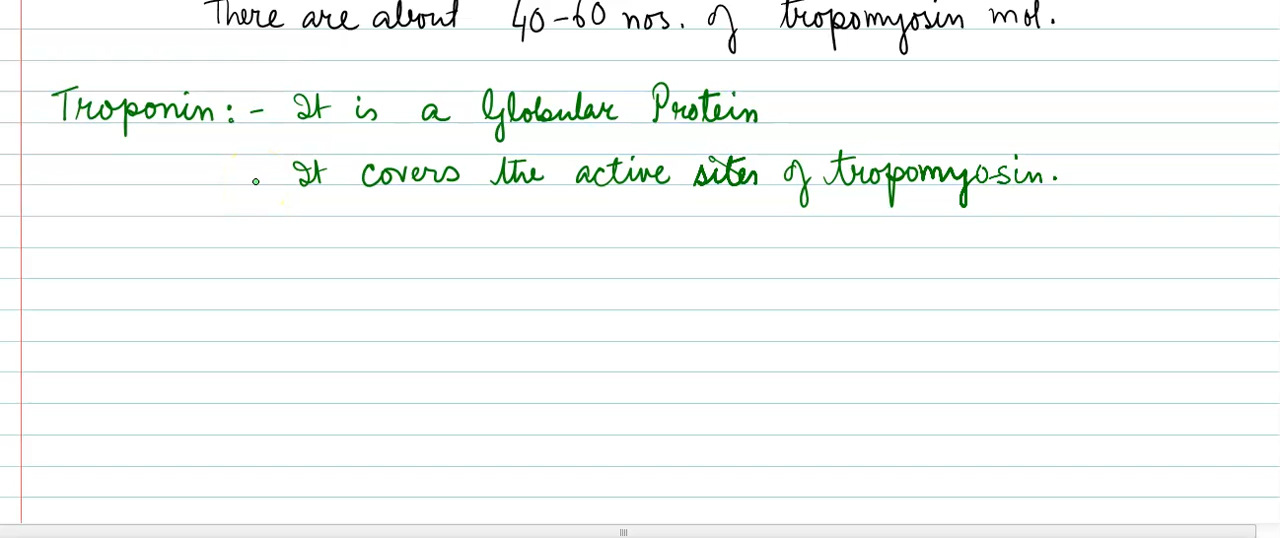 There are about 40-60 nos. of tropomyosin mol.
Troponin:- It is a Globular Protein
• It covers the active sites of tropomyosin.